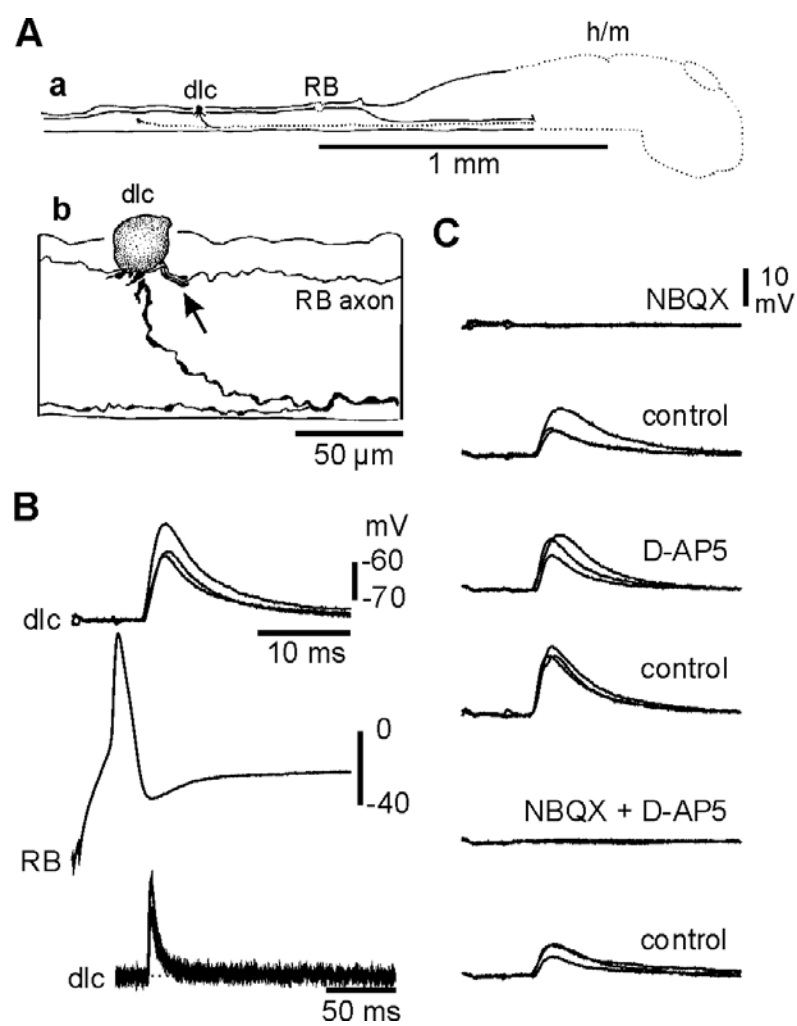 A
h/m
a
dlc
RB
1 mm
b
dlc
RB axon
50 µm
B
mV
-60
-70
dlc
10 ms
0
-40
RB
dlc
50 ms
C
NBQX
10
mV
control
D-AP5
control
NBQX + D-AP5
control